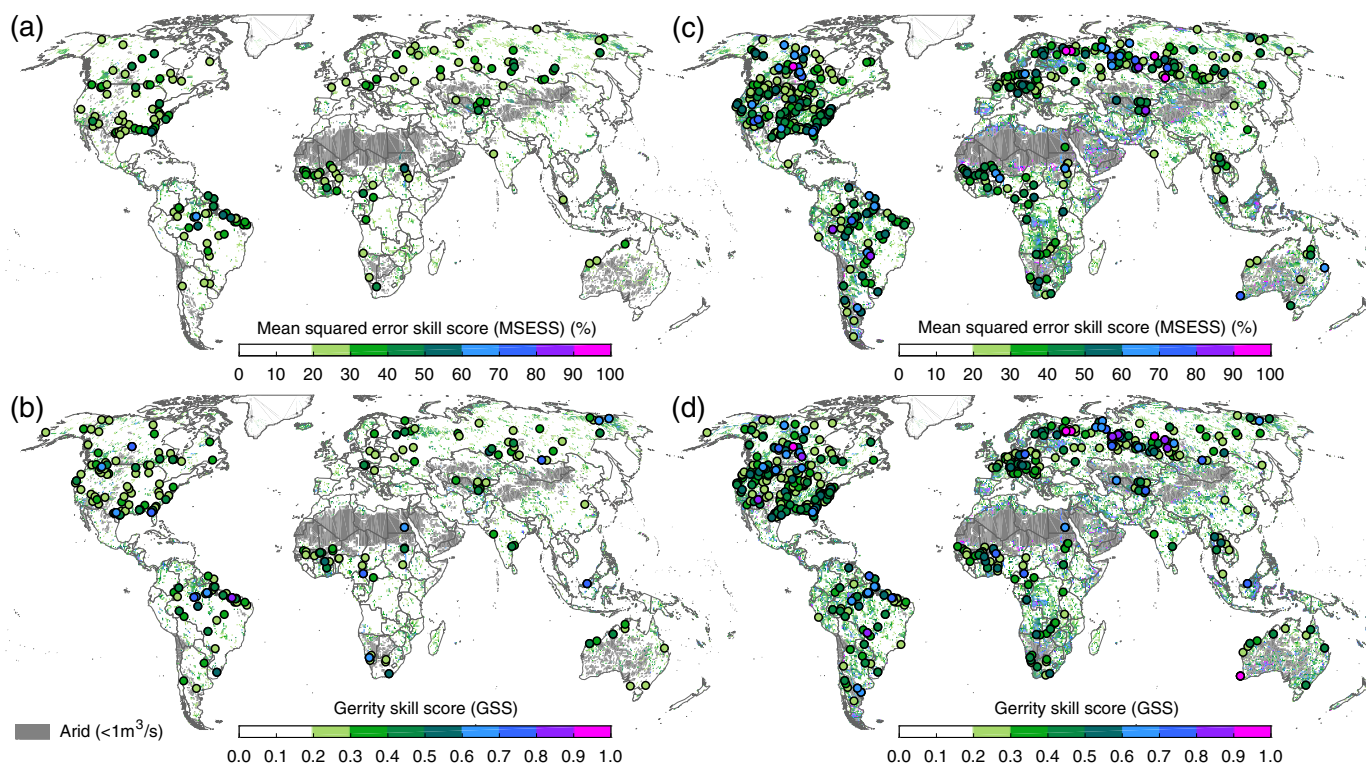 (a)
Mean squared error skill score (MSESS) (%)
0 10 20 30 40 50 60 70 80 90 100
(c)
Mean squared error skill score (MSESS) (%)
0 10 20 30 40 50 60 70 80 90 100
(b)
Arid (<1m³/s)
Gerrity skill score (GSS)
0.0 0.1 0.2 0.3 0.4 0.5 0.6 0.7 0.8 0.9 1.0
(d)
Gerrity skill score (GSS)
0.0 0.1 0.2 0.3 0.4 0.5 0.6 0.7 0.8 0.9 1.0